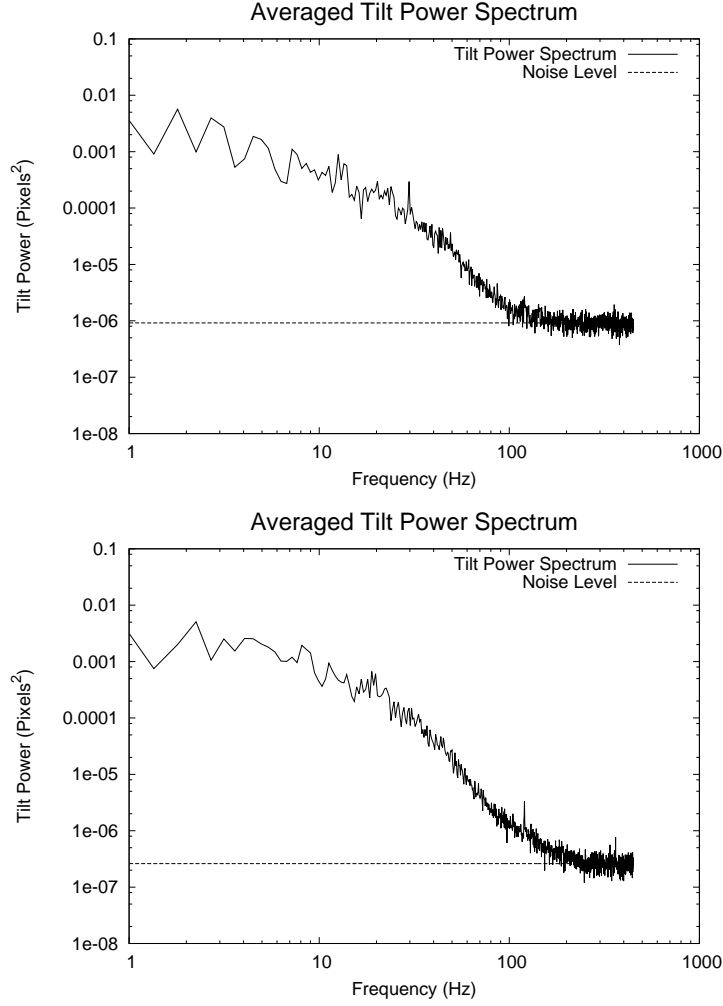 Averaged Tilt Power Spectrum
Tilt Power Spectrum
Noise Level
0.1
0.01
0.001
0.0001
1e-05
1e-06
1e-07
1e-08
Tilt Power (Pixels²)
1 10 100 1000
Frequency (Hz)
Averaged Tilt Power Spectrum
Tilt Power Spectrum
Noise Level
0.1
0.01
0.001
0.0001
1e-05
1e-06
1e-07
1e-08
Tilt Power (Pixels²)
1 10 100 1000
Frequency (Hz)